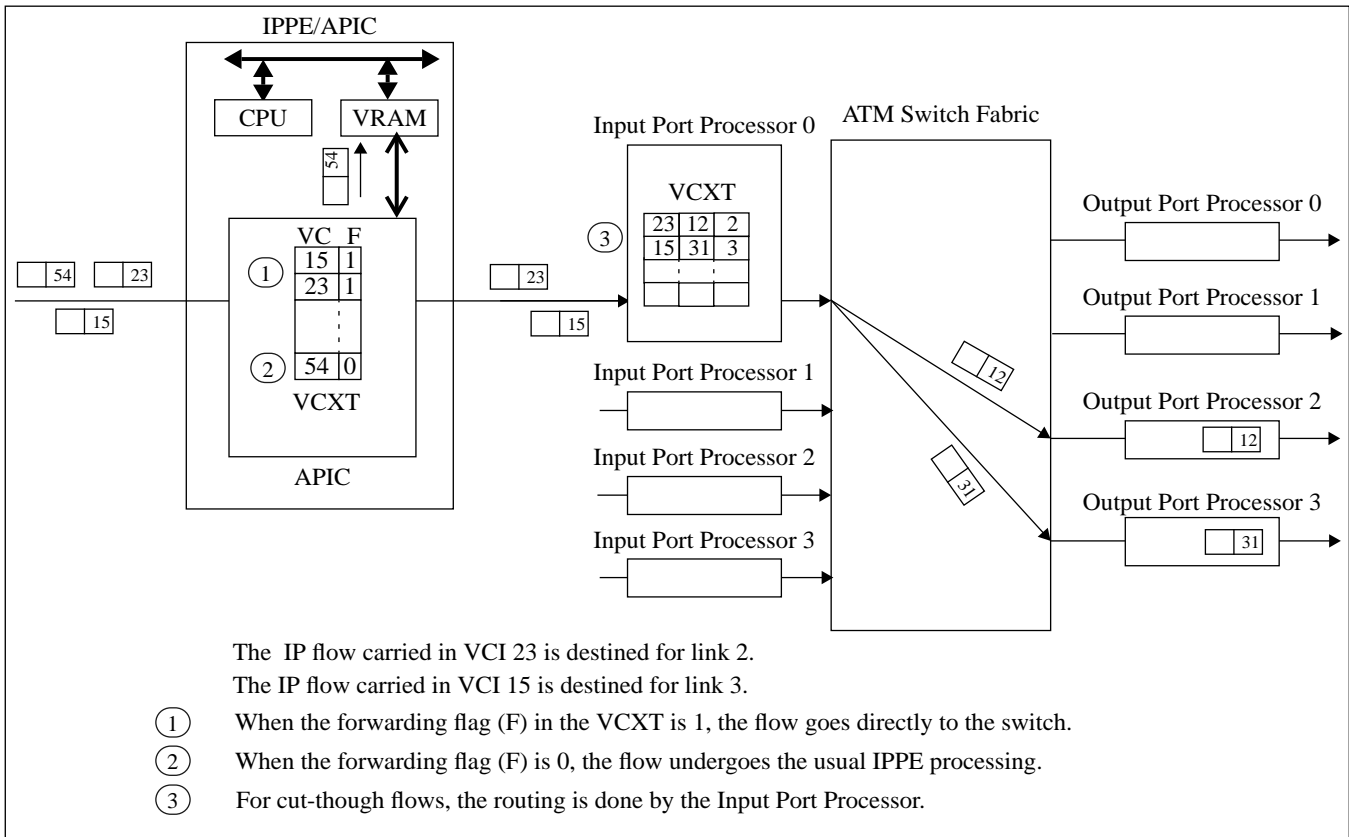 IPPE/APIC
CPU
VRAM
54
VC F
15 1
23 1
54 0
VCXT
APIC
1
2
54
23
15
23
15
Input Port Processor 0
VCXT
23 12 2
15 31 3
3
Input Port Processor 1
Input Port Processor 2
Input Port Processor 3
ATM Switch Fabric
12
31
Output Port Processor 0
Output Port Processor 1
Output Port Processor 2
12
Output Port Processor 3
31
The IP flow carried in VCI 23 is destined for link 2.
The IP flow carried in VCI 15 is destined for link 3.
1 When the forwarding flag (F) in the VCXT is 1, the flow goes directly to the switch.
2 When the forwarding flag (F) is 0, the flow undergoes the usual IPPE processing.
3 For cut-though flows, the routing is done by the Input Port Processor.